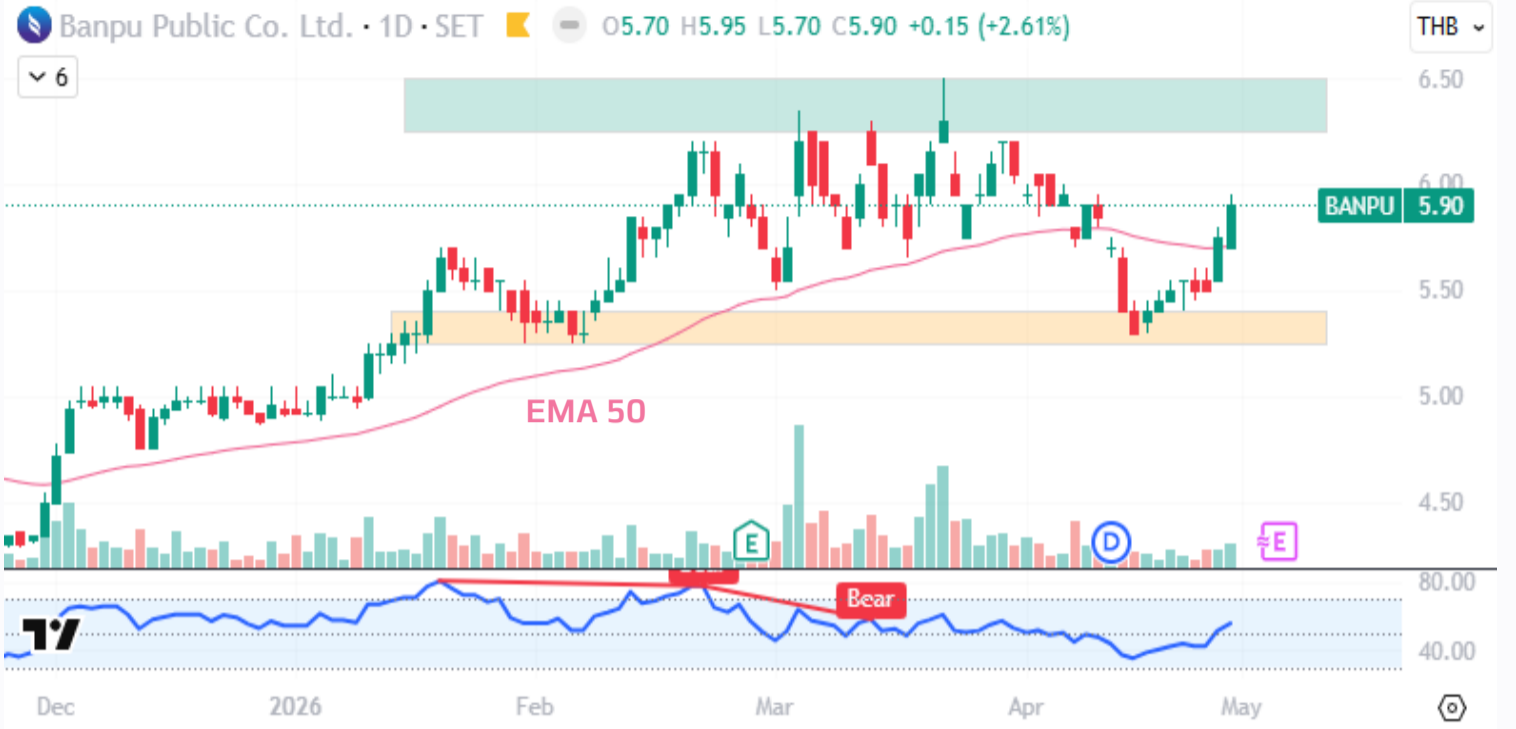 Banpu Public Co. Ltd. · 1D · SET O5.70 H5.95 L5.70 C5.90 +0.15 (+2.61%) THB
6
6.50
6.00
BANPU 5.90
5.50
5.00
EMA 50
4.50
E D E
80.00
Bear
40.00
Dec 2026 Feb Mar Apr May